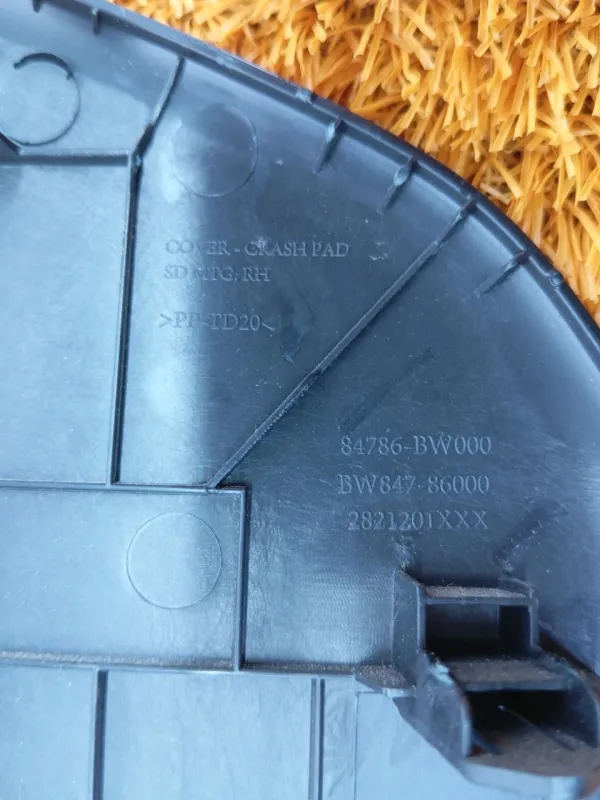 COVER - CRASH PAD
SD MTG, RH
>PP-TD20<
84786-BW000
BW847-86000
2821201XXX